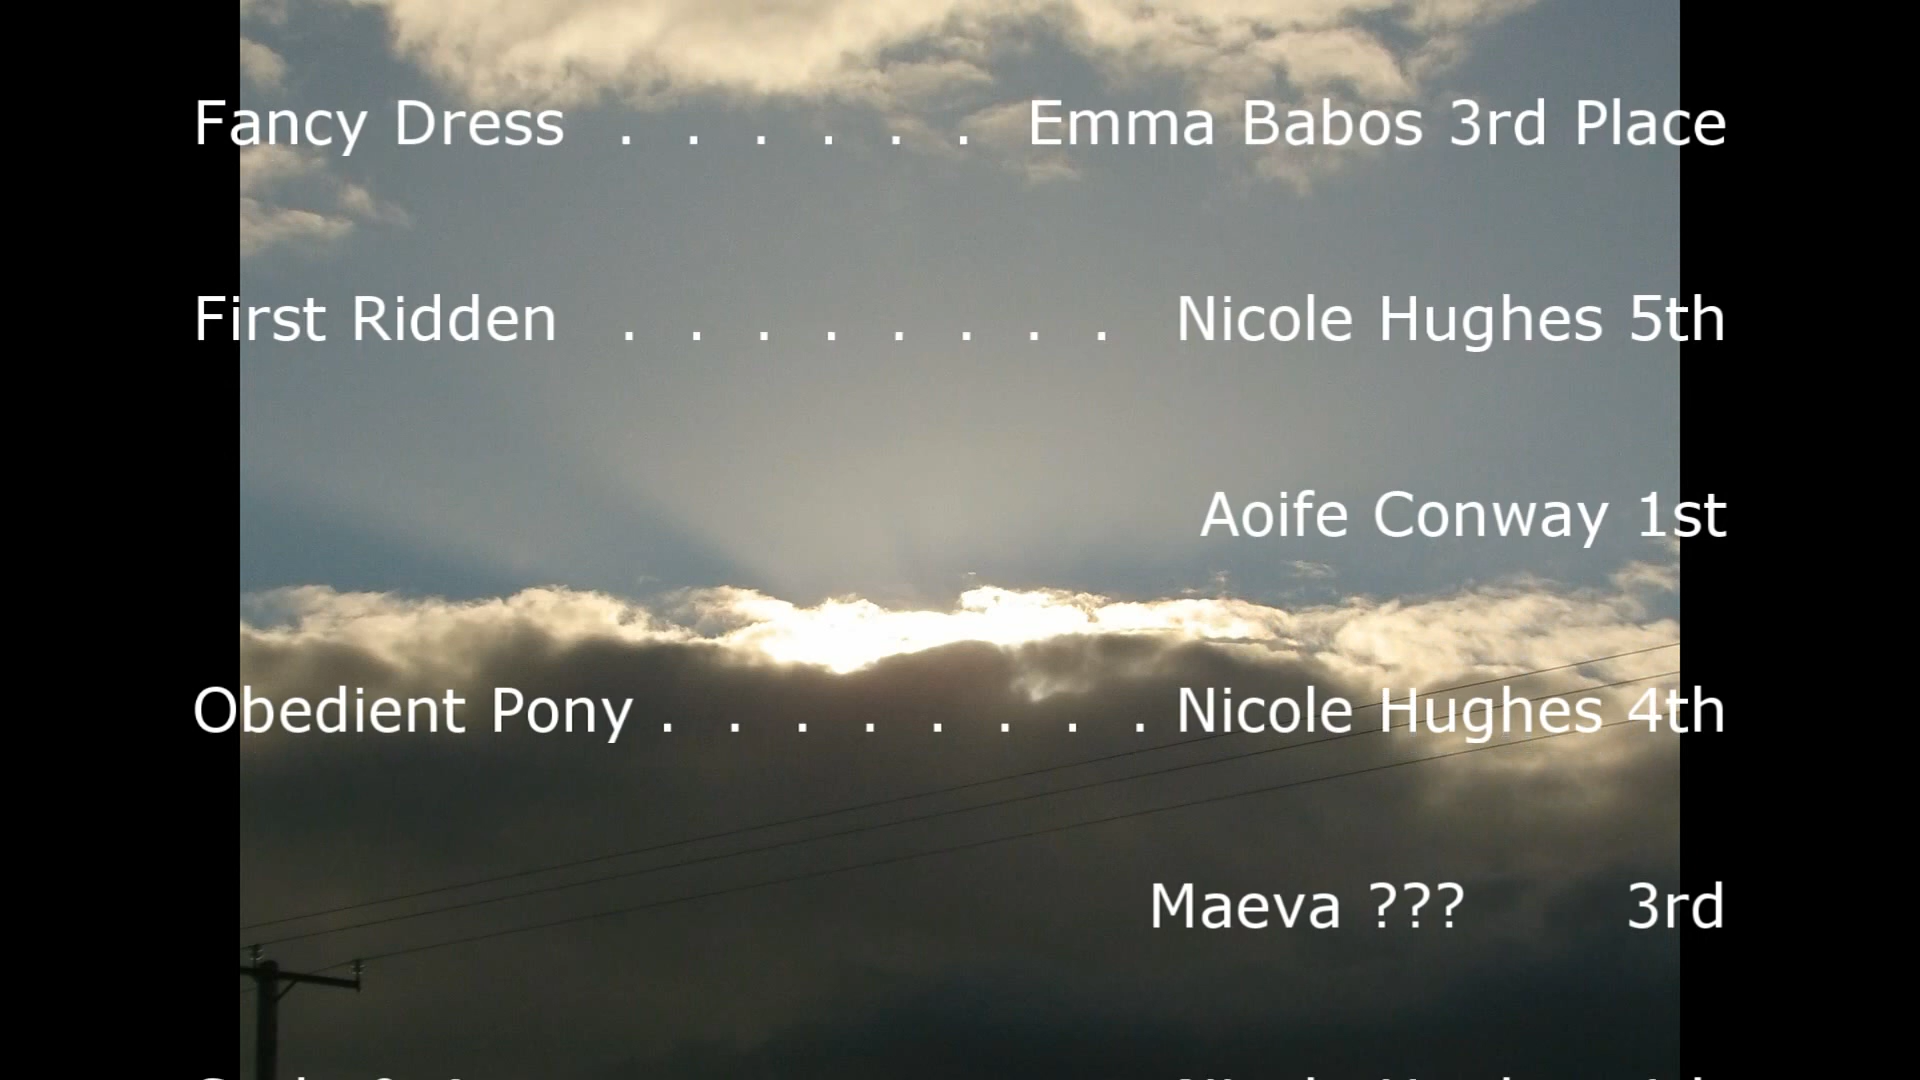 Fancy Dress . . . . . . Emma Babos 3rd Place
First Ridden . . . . . . . . Nicole Hughes 5th
Aoife Conway 1st
Obedient Pony . . . . . . . . Nicole Hughes 4th
Maeva ??? 3rd